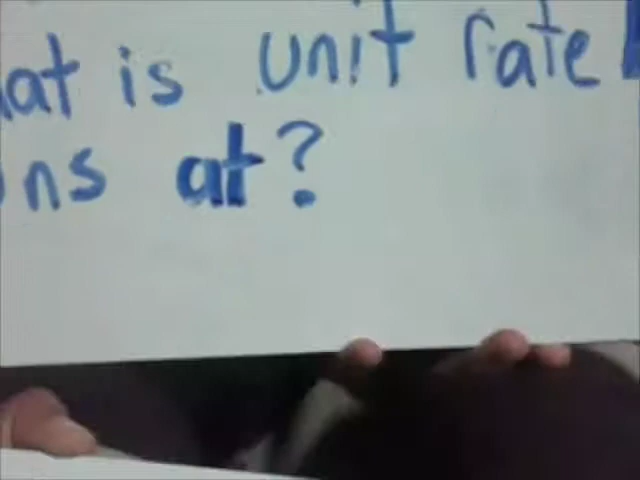 at is unit rate
ns at?